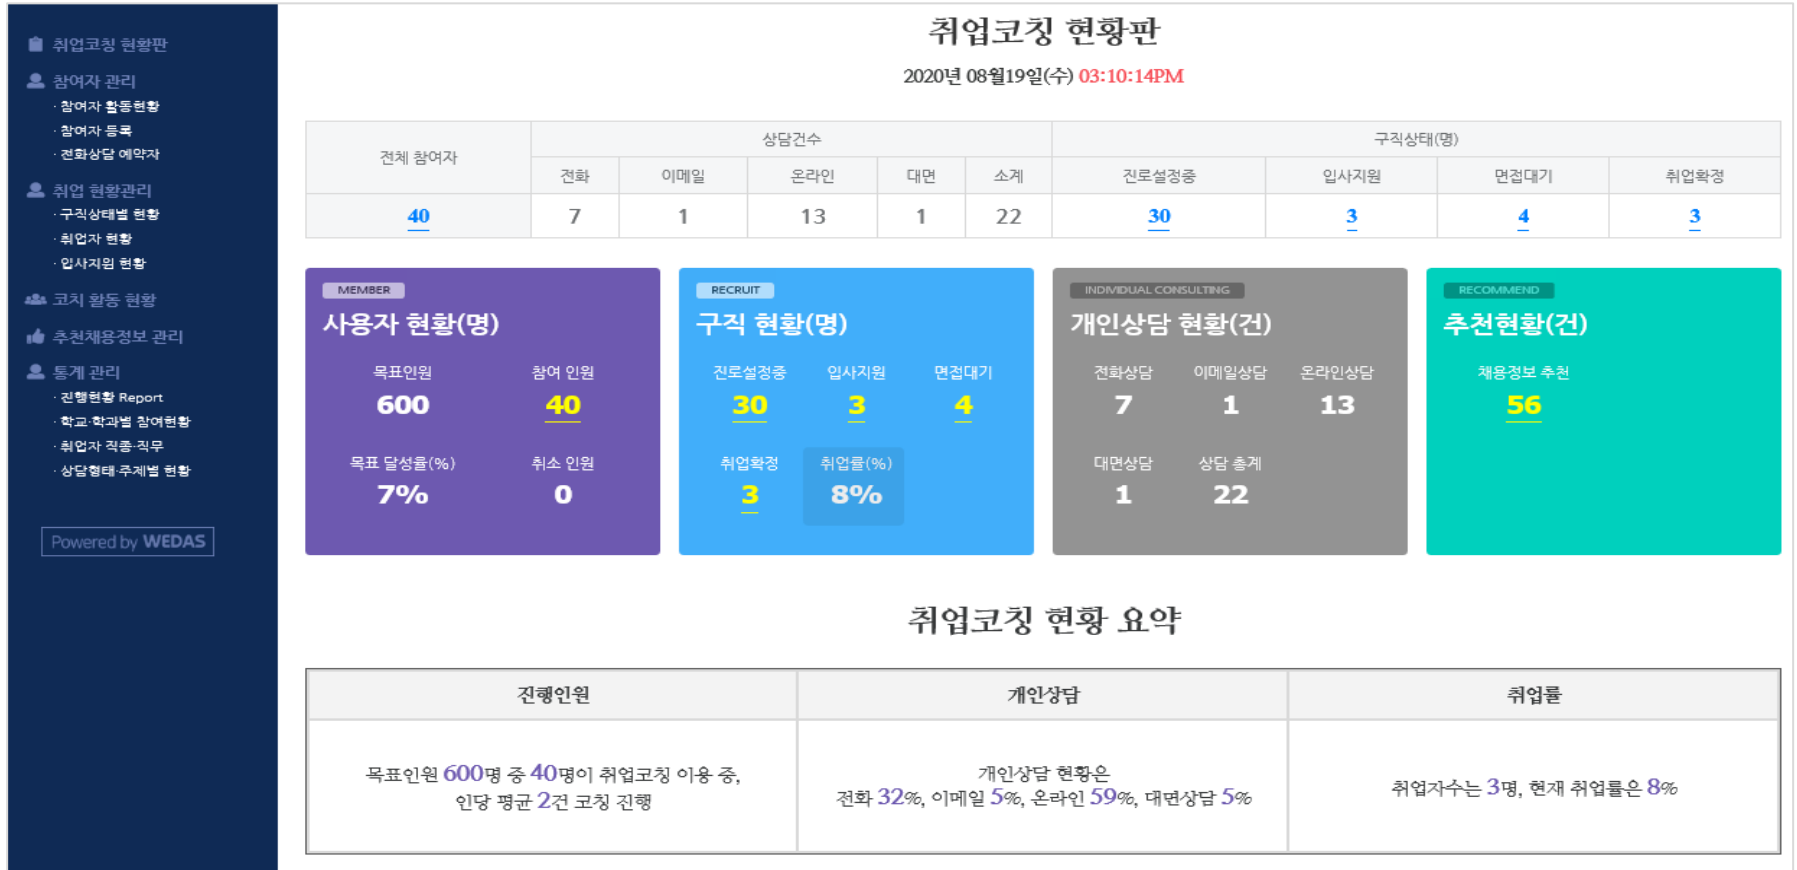 취업코칭 현황판
참여자 관리
· 참여자 활동현황
· 참여자 등록
· 전화상담 예약자
취업 현황관리
· 구직상태별 현황
· 취업자 현황
· 입사지원 현황
코치 활동 현황
추천채용정보 관리
통계 관리
· 진행현황 Report
· 학교·학과별 참여현황
· 취업자 직종·직무
· 상담형태·주제별 현황
Powered by WEDAS
취업코칭 현황판
2020년 08월19일(수) 03:10:14PM
전체 참여자 상담건수 구직상태(명)
전화 이메일 온라인 대면 소계 진로설정중 입사지원 면접대기 취업확정
40 7 1 13 1 22 30 3 4 3
MEMBER
사용자 현황(명)
목표인원 참여 인원
600 40
목표 달성률(%) 취소 인원
7% 0
RECRUIT
구직 현황(명)
진로설정중 입사지원 면접대기
30 3 4
취업확정 취업률(%)
3 8%
INDIVIDUAL CONSULTING
개인상담 현황(건)
전화상담 이메일상담 온라인상담
7 1 13
대면상담 상담 총계
1 22
RECOMMEND
추천현황(건)
채용정보 추천
56
취업코칭 현황 요약
진행인원 개인상담 취업률
목표인원 600명 중 40명이 취업코칭 이용 중,
인당 평균 2건 코칭 진행
개인상담 현황은
전화 32%, 이메일 5%, 온라인 59%, 대면상담 5%
취업자수는 3명, 현재 취업률은 8%